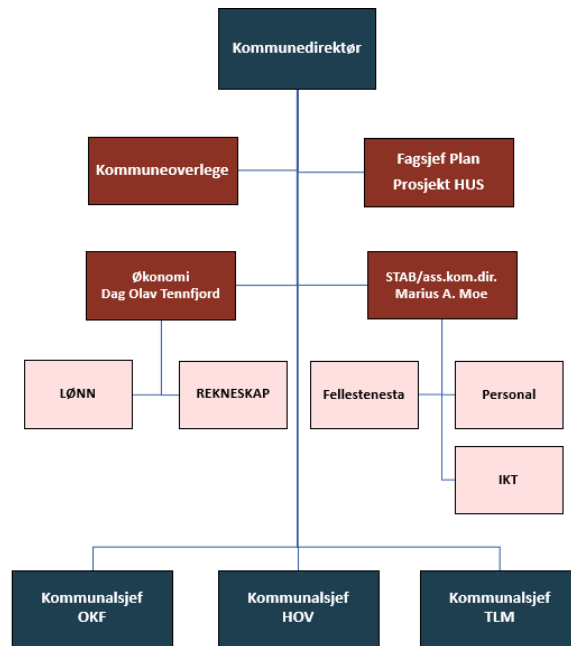 Kommunedirektør
Kommuneoverlege
Fagsjef Plan
Prosjekt HUS
Økonomi
Dag Olav Tennfjord
STAB/ass.kom.dir.
Marius A. Moe
LØNN
REKNESKAP
Fellestenesta
Personal
IKT
Kommunalsjef
OKF
Kommunalsjef
HOV
Kommunalsjef
TLM